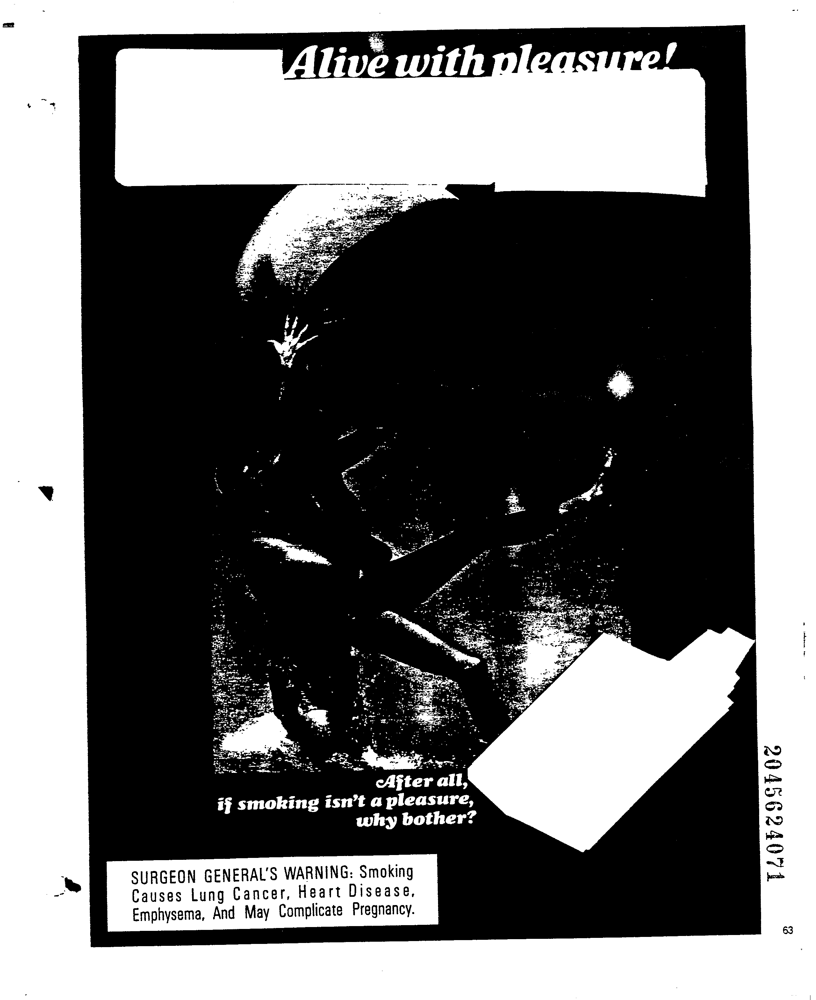 Alive with pleasure!
After all,
if smoking isn't a pleasure,
why bother?
SURGEON GENERAL'S WARNING: Smoking
Causes Lung Cancer, Heart Disease,
Emphysema, And May Complicate Pregnancy.
2045624071
63